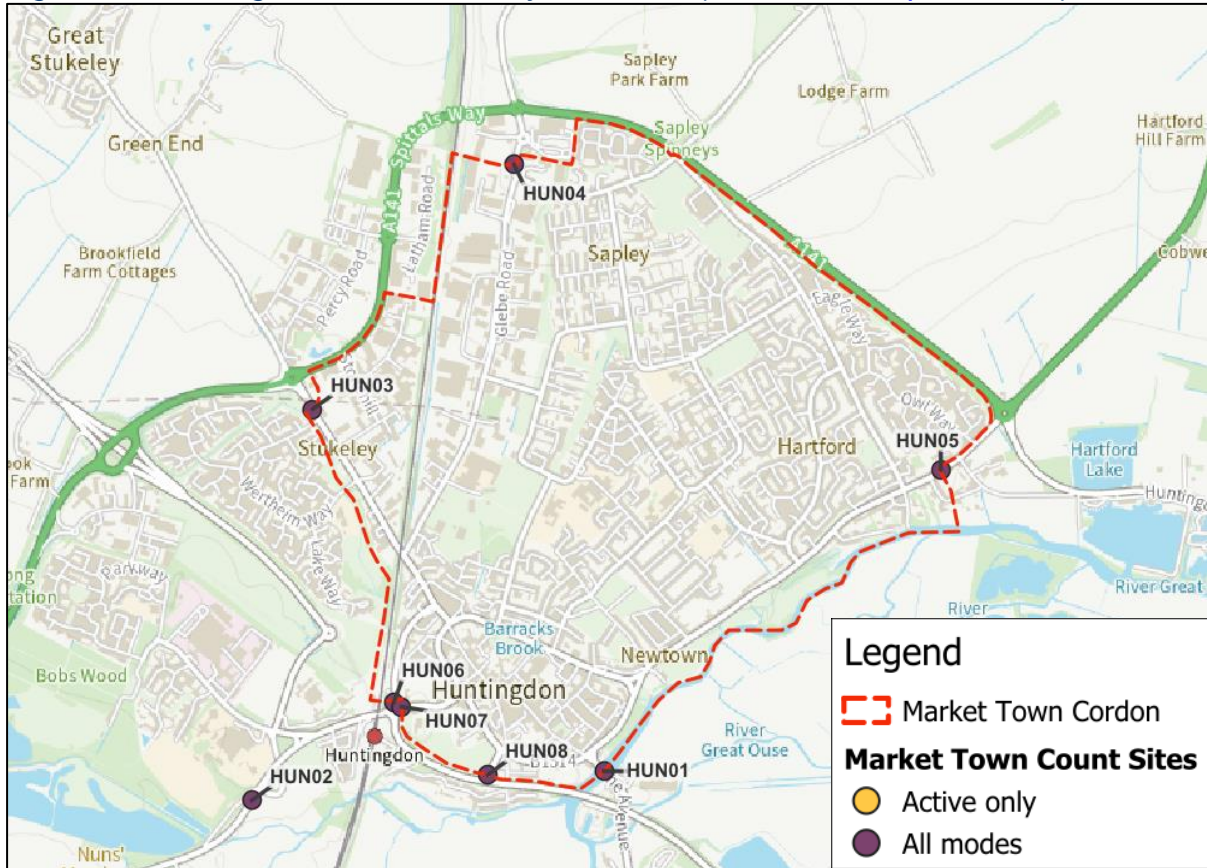 Great
Stukeley
Sapley
Park Farm
Lodge Farm
Spittals Way
Sapley
Spinneys
Hartford
Hill Farm
Green End
HUN04
A141
Latham Road
Sapley
Brookfield
Farm Cottages
Percy Road
Glebe Road
A141
Eagle Way
HUN03
Stukeley
Owl Way
HUN05
Hartford
Hartford
Lake
Wertheim Way
Lake Way
Parkway
River Great
River
Barracks
Brook
Newtown
Bobs Wood
HUN06
Huntingdon
HUN07
River
Great Ouse
Huntingdon
HUN08
B1514
HUN01
HUN02
Avenue
Nuns'
Legend
Market Town Cordon
Market Town Count Sites
Active only
All modes